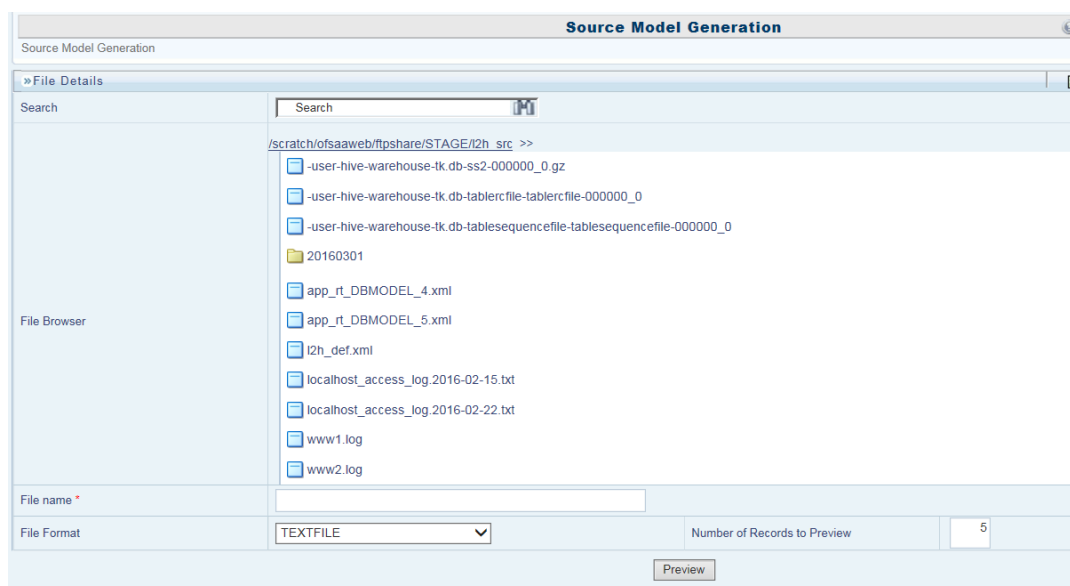 Source Model Generation
Source Model Generation
»File Details
Search Search
/scratch/ofsaaweb/ftpshare/STAGE/l2h_src >>
-user-hive-warehouse-tk.db-ss2-000000_0.gz
-user-hive-warehouse-tk.db-tablercfile-tablercfile-000000_0
-user-hive-warehouse-tk.db-tablesequencefile-tablesequencefile-000000_0
20160301
app_rt_DBMODEL_4.xml
File Browser app_rt_DBMODEL_5.xml
l2h_def.xml
localhost_access_log.2016-02-15.txt
localhost_access_log.2016-02-22.txt
www1.log
www2.log
File name *
File Format TEXTFILE Number of Records to Preview 5
Preview